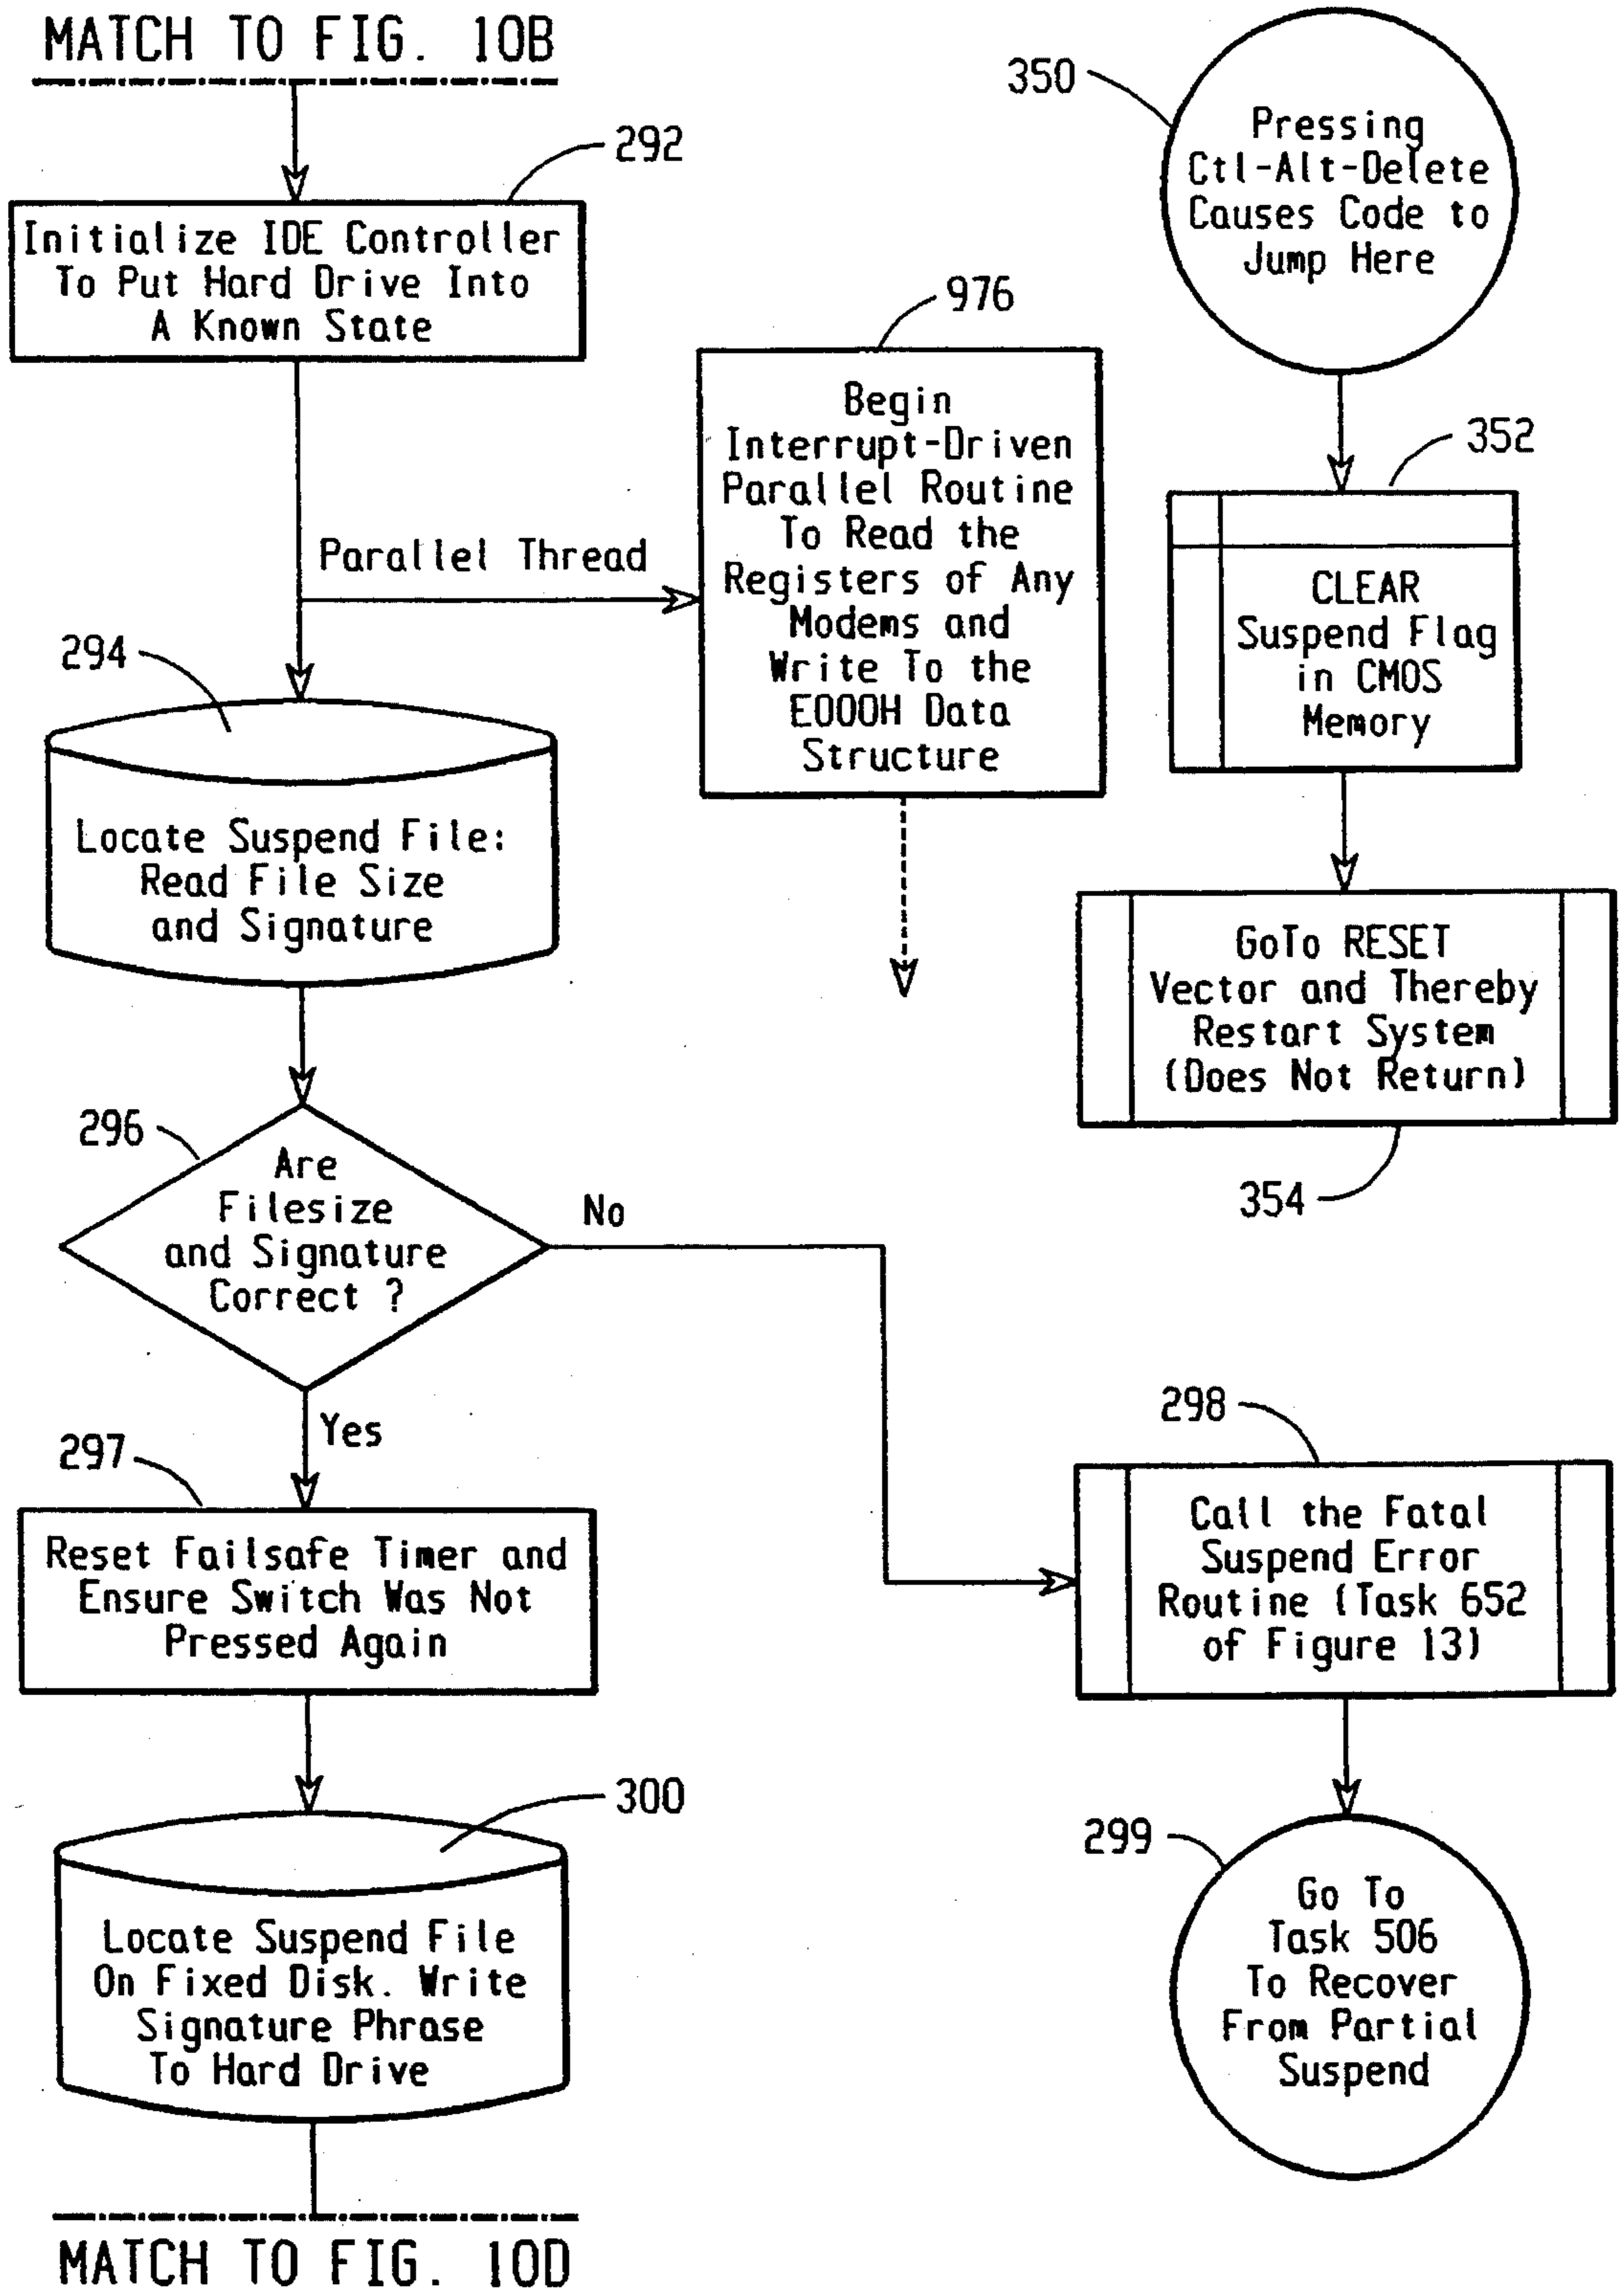 MATCH TO FIG. 10B
292
Initialize IDE Controller
To Put Hard Drive Into
A Known State
Parallel Thread
976
Begin
Interrupt-Driven
Parallel Routine
To Read the
Registers of Any
Modems and
Write To the
E000H Data
Structure
294
Locate Suspend File:
Read File Size
and Signature
296
Are
Filesize
and Signature
Correct ?
No
Yes
297
Reset Failsafe Timer and
Ensure Switch Was Not
Pressed Again
300
Locate Suspend File
On Fixed Disk. Write
Signature Phrase
To Hard Drive
MATCH TO FIG. 10D
350
Pressing
Ctl-Alt-Delete
Causes Code to
Jump Here
352
CLEAR
Suspend Flag
in CMOS
Memory
GoTo RESET
Vector and Thereby
Restart System
(Does Not Return)
354
298
Call the Fatal
Suspend Error
Routine (Task 652
of Figure 13)
299
Go To
Task 506
To Recover
From Partial
Suspend